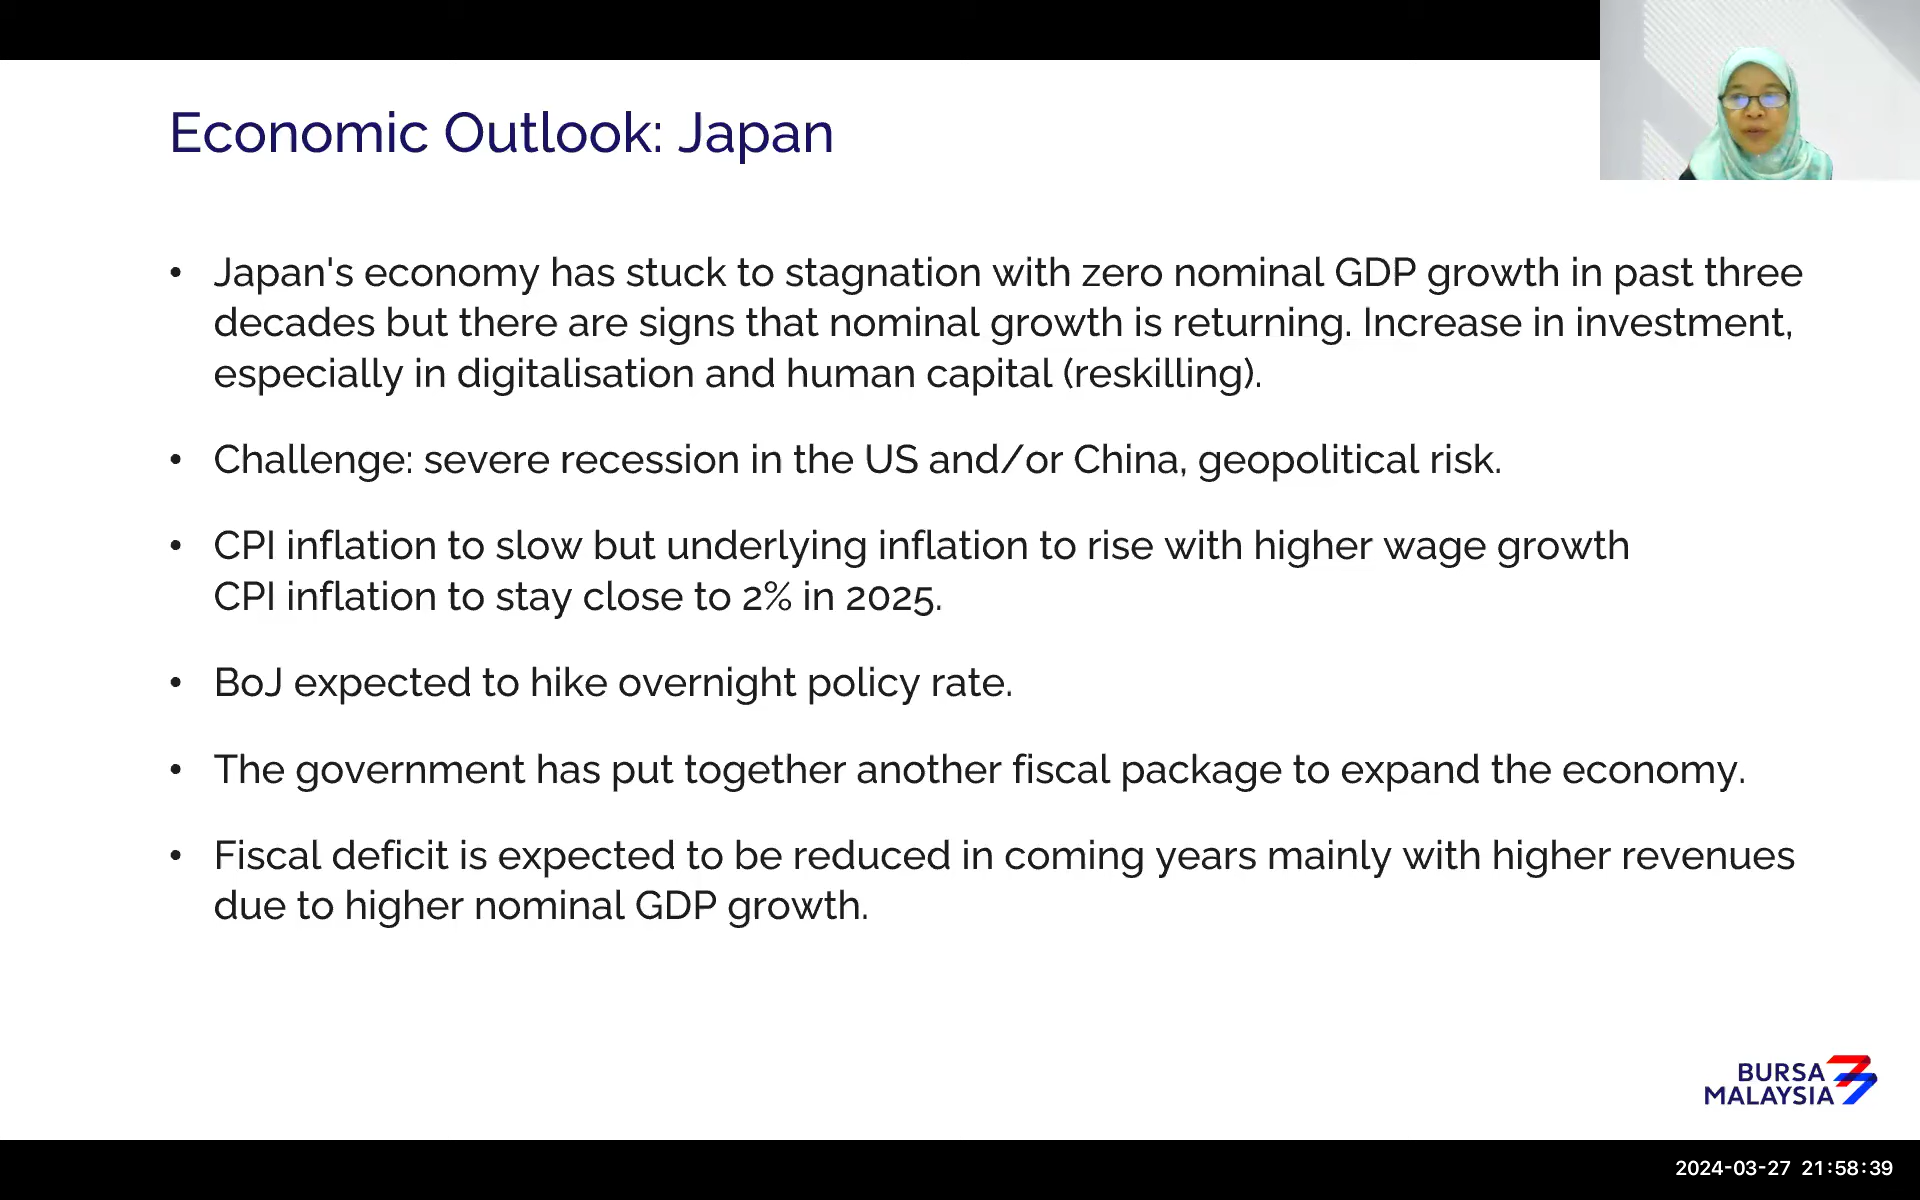 Economic Outlook: Japan
• Japan's economy has stuck to stagnation with zero nominal GDP growth in past three
decades but there are signs that nominal growth is returning. Increase in investment,
especially in digitalisation and human capital (reskilling).
• Challenge: severe recession in the US and/or China, geopolitical risk.
• CPI inflation to slow but underlying inflation to rise with higher wage growth
CPI inflation to stay close to 2% in 2025.
• BoJ expected to hike overnight policy rate.
• The government has put together another fiscal package to expand the economy.
• Fiscal deficit is expected to be reduced in coming years mainly with higher revenues
due to higher nominal GDP growth.
BURSA
MALAYSIA
2024-03-27 21:58:39